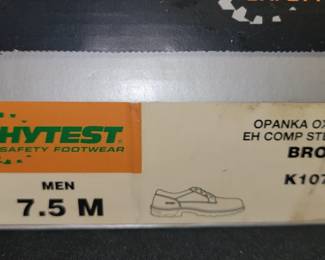 HYTEST®
SAFETY FOOTWEAR
MEN
7.5 M
OPANKA OX
EH COMP STE
BRO
K107